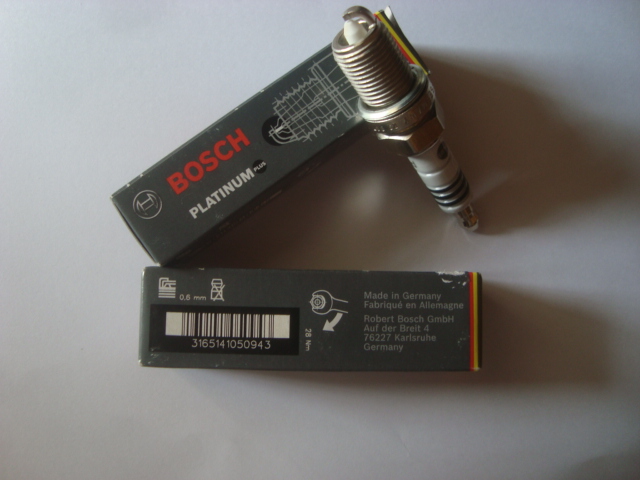 BOSCH
PLATINUM PLUS
0,6 mm
3165141050943
28 Nm
Made in Germany
Fabriqué en Allemagne
Robert Bosch GmbH
Auf der Breit 4
76227 Karlsruhe
Germany